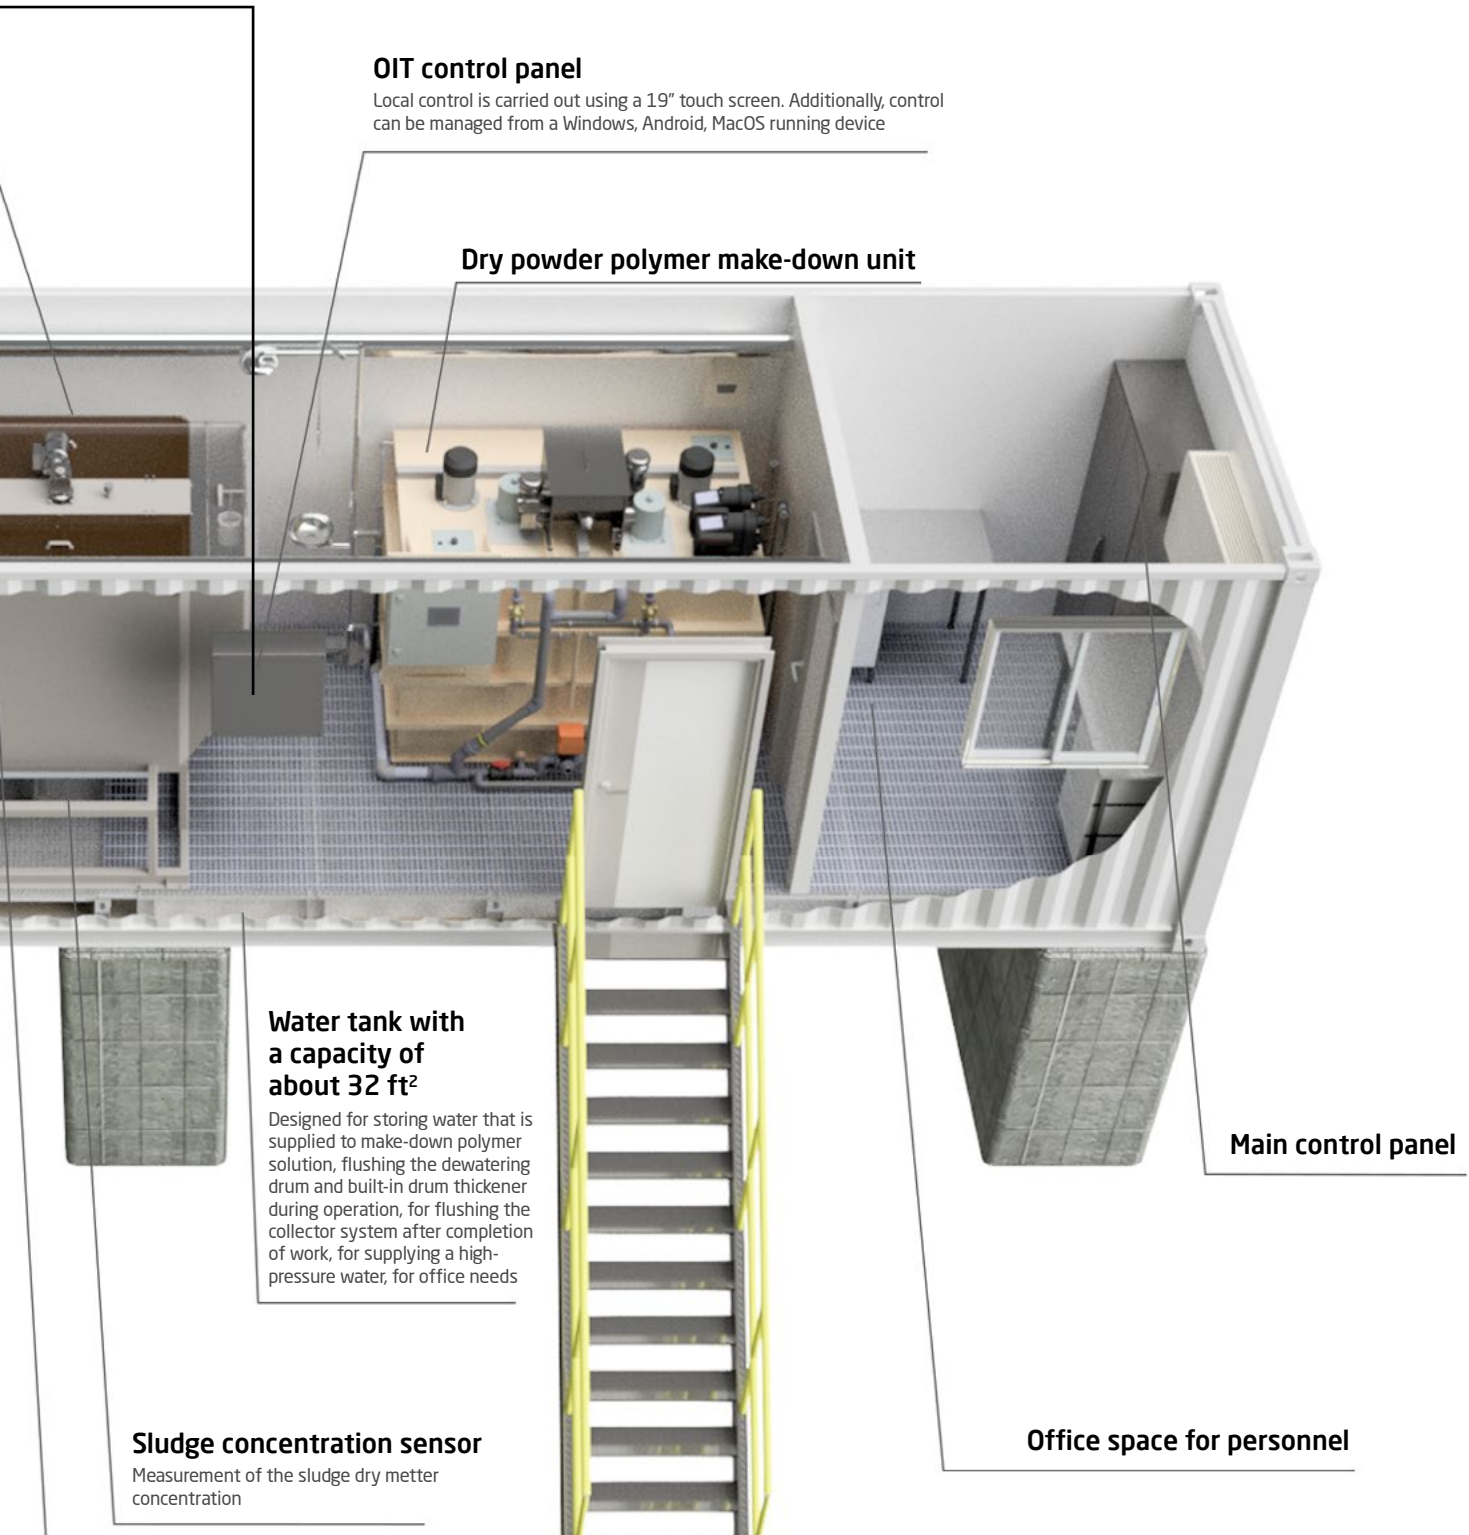 OIT control panel
Local control is carried out using a 19” touch screen. Additionally, control
can be managed from a Windows, Android, MacOS running device
Dry powder polymer make-down unit
Water tank with
a capacity of
about 32 ft²
Designed for storing water that is
supplied to make-down polymer
solution, flushing the dewatering
drum and built-in drum thickener
during operation, for flushing the
collector system after completion
of work, for supplying a high-
pressure water, for office needs
Main control panel
Sludge concentration sensor
Measurement of the sludge dry metter
concentration
Office space for personnel